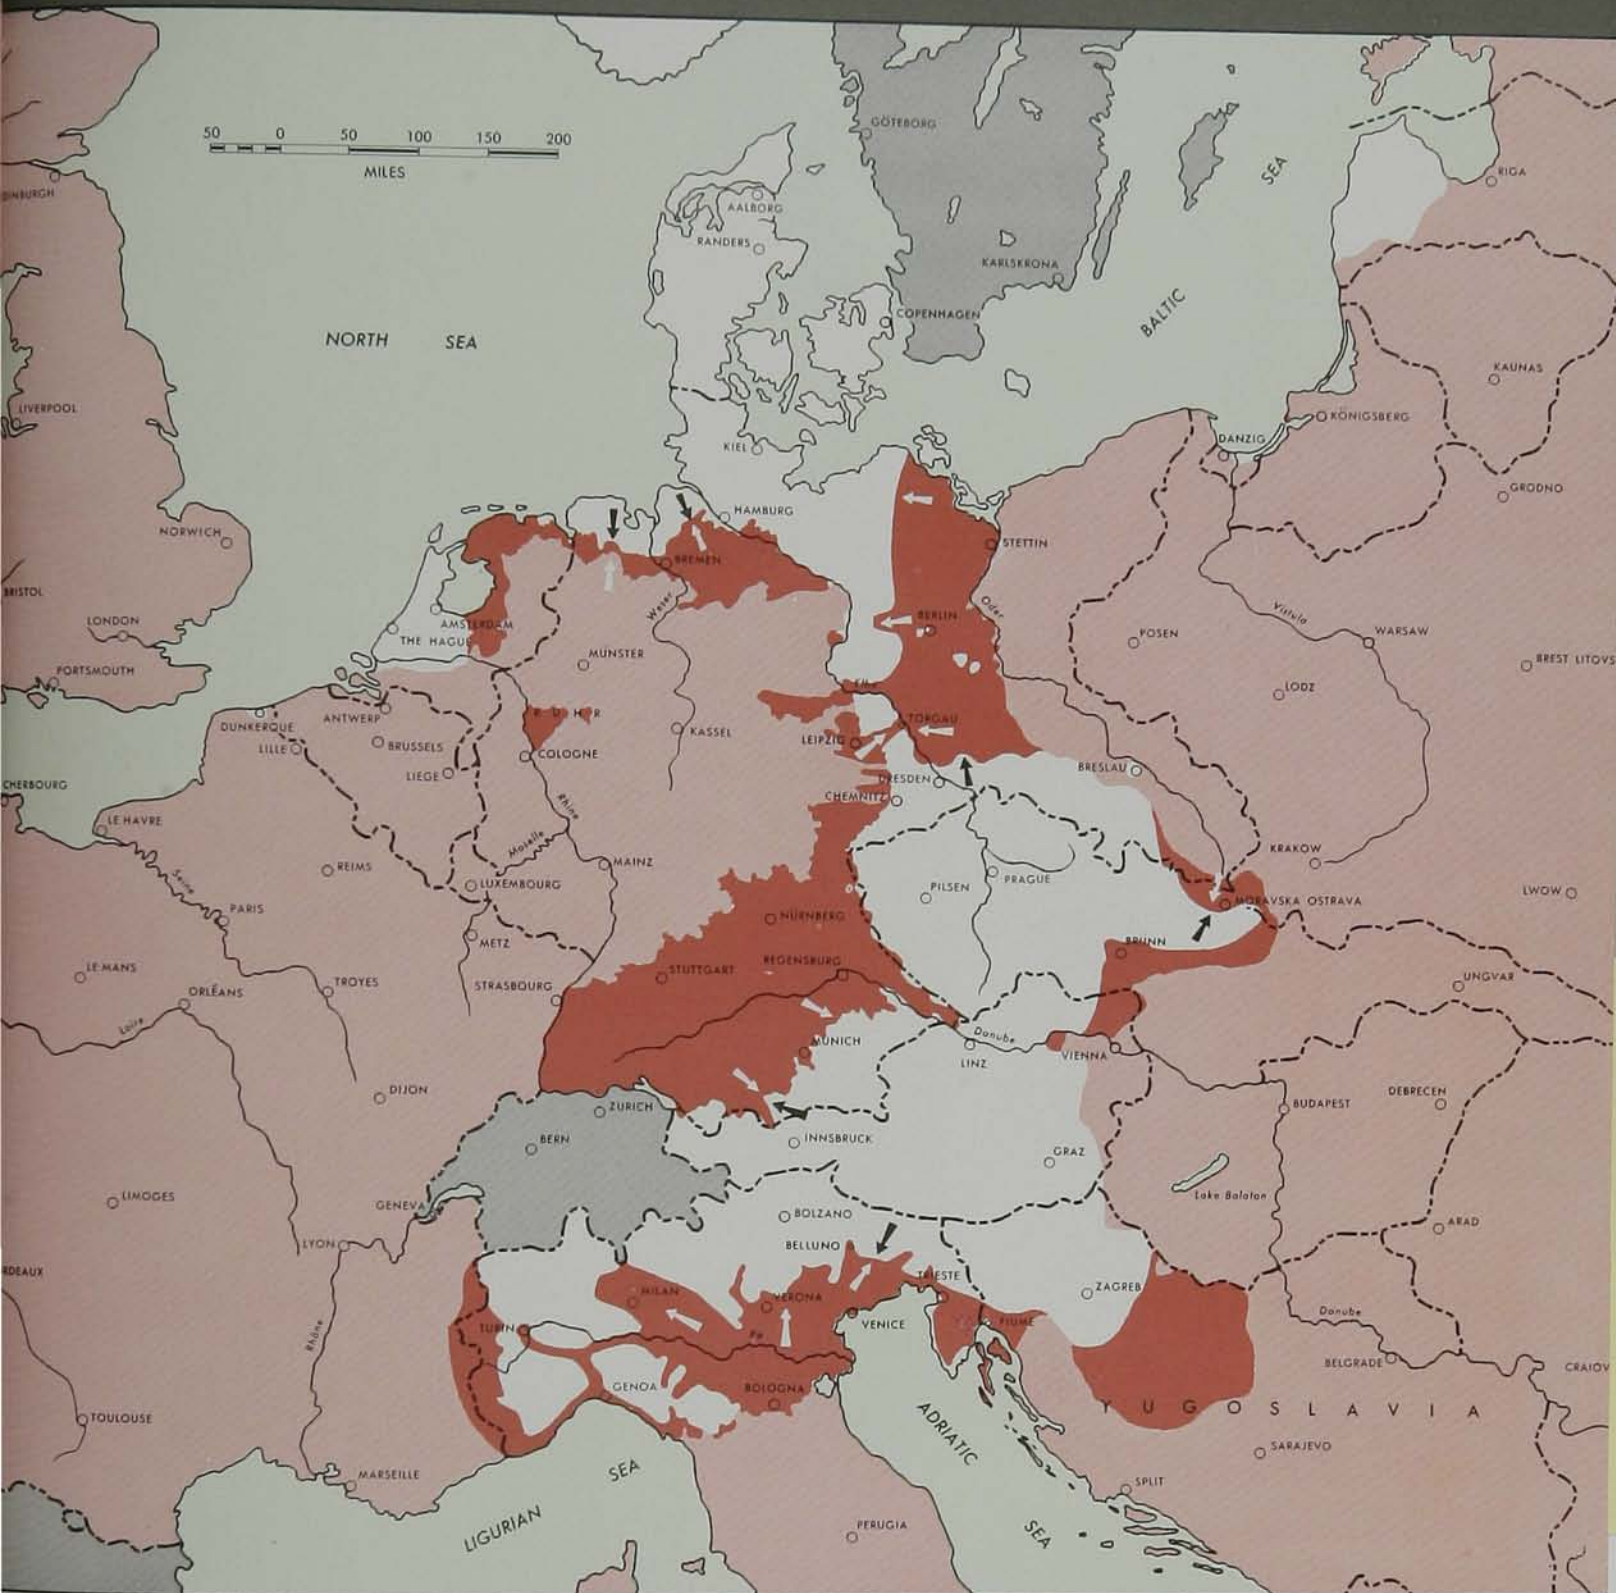 50 0 50 100 150 200
MILES
GÖTEBORG
SEA
RIGA
DINBURGH
AALBORG
RANDERS
KARLSKRONA
COPENHAGEN
BALTIC
NORTH SEA
KAUNAS
LIVERPOOL
KÖNIGSBERG
KIEL
DANZIG
GRODNO
HAMBURG
NORWICH
STETTIN
BREMEN
BRISTOL
Weser
Oder
Vistula
LONDON
AMSTERDAM
BERLIN
THE HAGUE
POSEN
WARSAW
MUNSTER
BREST LITOVS
PORTSMOUTH
Elbe
LODZ
RUHR
ANTWERP
TORGAU
DUNKERQUE
KASSEL
LEIPZIG
LILLE
BRUSSELS
COLOGNE
LIEGE
BRESLAU
CHERBOURG
DRESDEN
CHEMNITZ
Rhine
LE HAVRE
Moselle
KRAKOW
REIMS
MAINZ
LUXEMBOURG
PRAGUE
PILSEN
LWOW
Seine
MORAVSKA OSTRAVA
PARIS
NÜRNBERG
METZ
BRUNN
REGENSBURG
LE MANS
STUTTGART
UNGVAR
TROYES
STRASBOURG
ORLÉANS
Loire
Danube
MUNICH
VIENNA
LINZ
DIJON
DEBRECEN
ZURICH
BUDAPEST
BERN
INNSBRUCK
GRAZ
LIMOGES
Lake Balaton
GENEVA
BOLZANO
ARAD
LYON
BELLUNO
RDEAUX
TRIESTE
MILAN
ZAGREB
VERONA
Danube
VENICE
FIUME
TURIN
Rhône
Po
BELGRADE
CRAIOV
GENOA
BOLOGNA
YUGOSLAVIA
TOULOUSE
ADRIATIC
SARAJEVO
MARSEILLE
SEA
SPLIT
LIGURIAN
PERUGIA
SEA